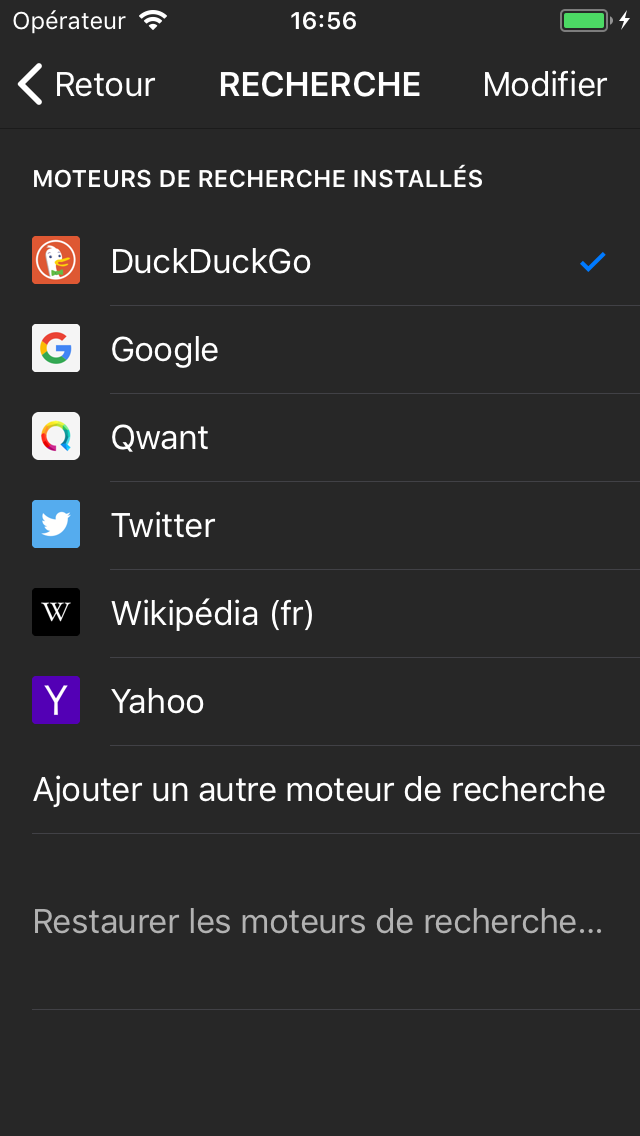 Opérateur 16:56
Retour RECHERCHE Modifier
MOTEURS DE RECHERCHE INSTALLÉS
DuckDuckGo
Google
Qwant
Twitter
W Wikipédia (fr)
Y Yahoo
Ajouter un autre moteur de recherche
Restaurer les moteurs de recherche...